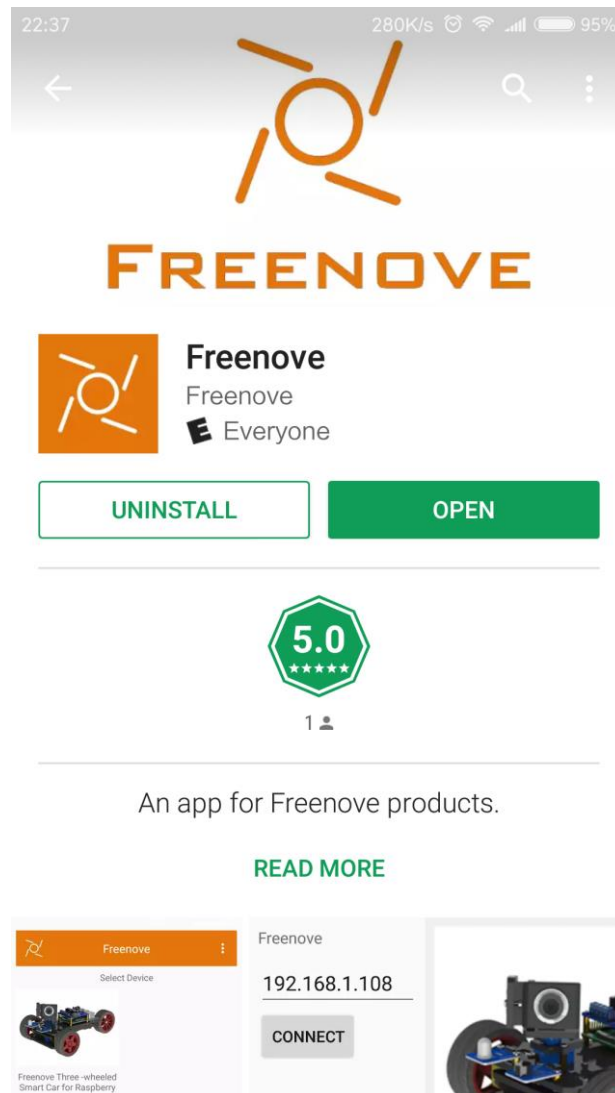 22:37
280K/s
95%
FREENOVE
Freenove
Freenove
E Everyone
UNINSTALL
OPEN
5.0
1
An app for Freenove products.
READ MORE
Freenove
Select Device
Freenove Three -wheeled
Smart Car for Raspberry
Freenove
192.168.1.108
CONNECT